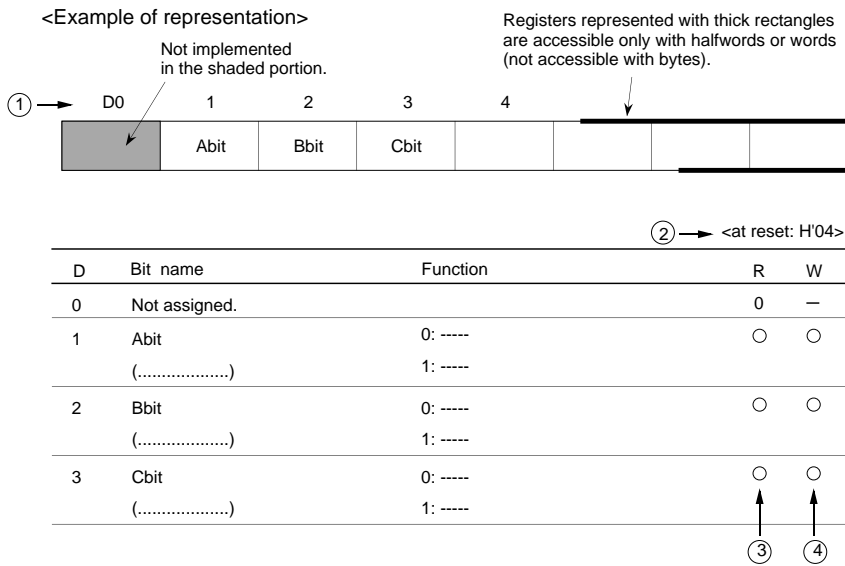 <Example of representation>
Not implemented
in the shaded portion.
Registers represented with thick rectangles
are accessible only with halfwords or words
(not accessible with bytes).
① D0 1 2 3 4
Abit Bbit Cbit
② <at reset: H'04>
D Bit name Function R W
0 Not assigned. 0 —
1 Abit 0: ----- ○ ○
(...................) 1: -----
2 Bbit 0: ----- ○ ○
(...................) 1: -----
3 Cbit 0: ----- ○ ○
(...................) 1: -----
③ ④